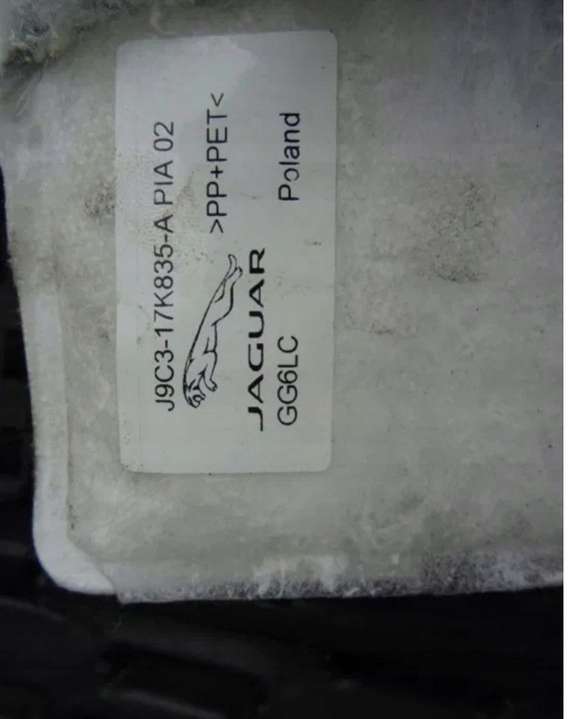 J9C3-17K835-A PIA 02
>PP+PET<
JAGUAR
GG6LC Poland